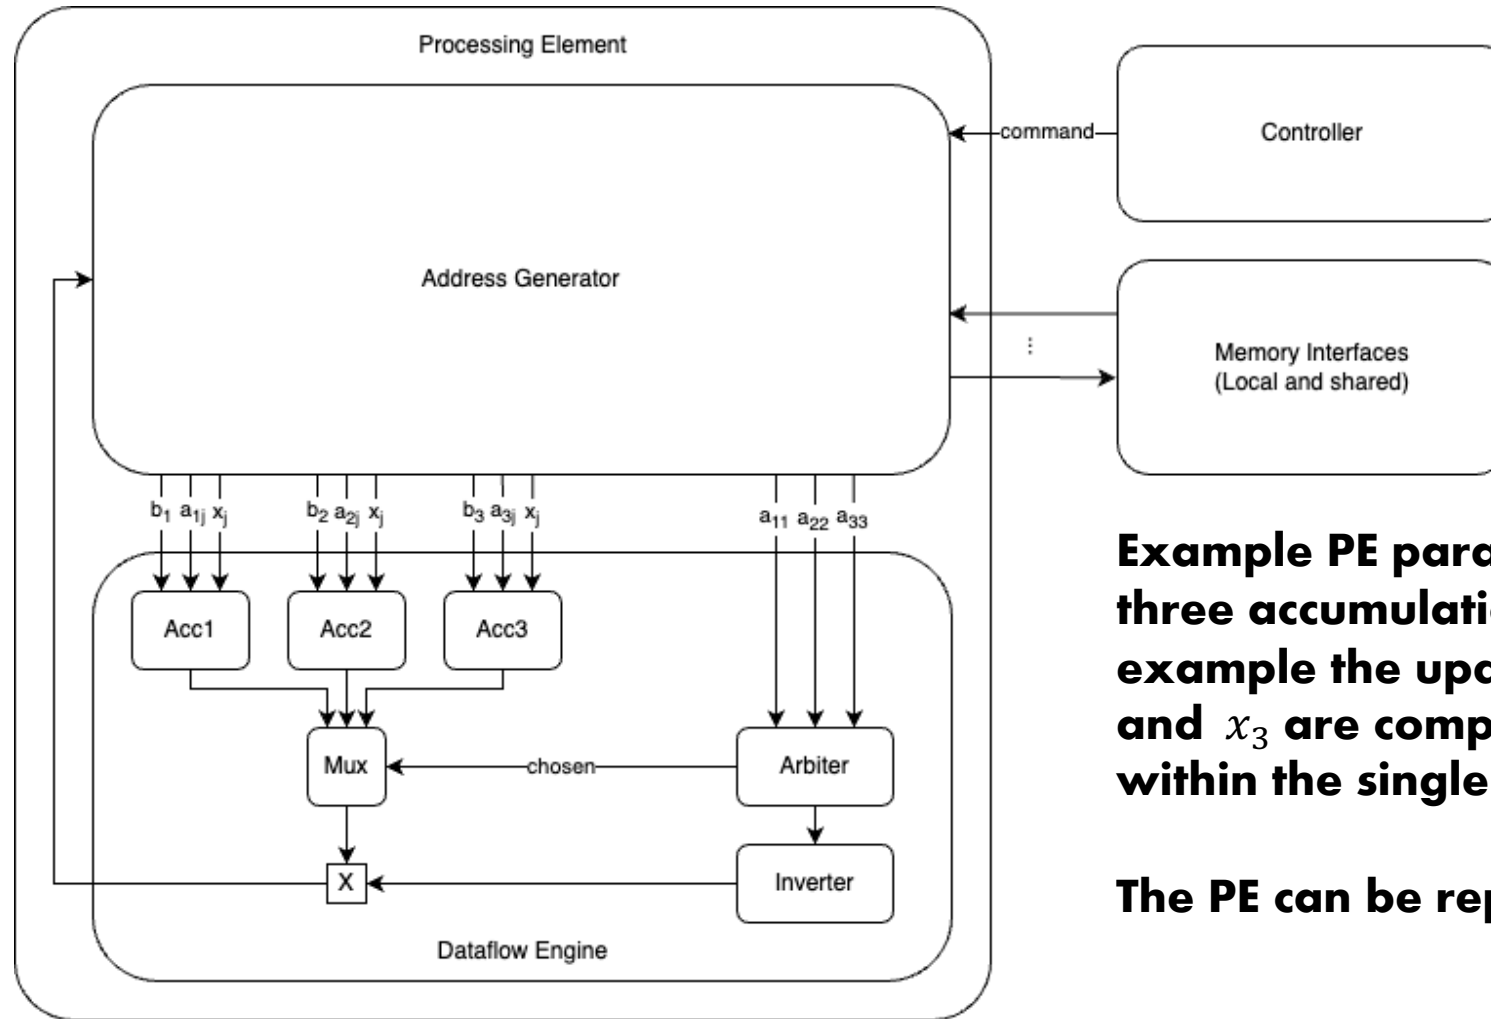 Processing Element
command
Controller
Address Generator
⋮
Memory Interfaces
(Local and shared)
b₁ a₁ⱼ xⱼ b₂ a₂ⱼ xⱼ b₃ a₃ⱼ xⱼ a₁₁ a₂₂ a₃₃
Acc1 Acc2 Acc3
Mux chosen Arbiter
X Inverter
Dataflow Engine
Example PE para
three accumulati
example the upd
and x₃ are comp
within the single
The PE can be rep